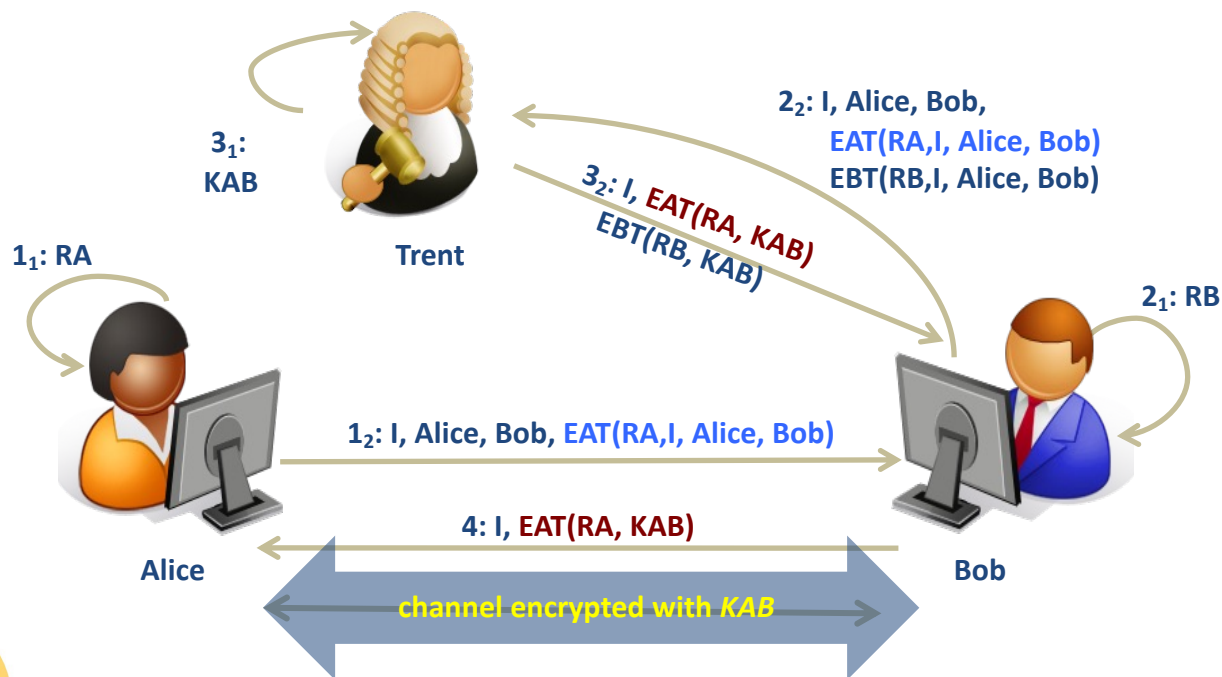 3₁:
KAB
Trent
2₂: I, Alice, Bob,
EAT(RA,I, Alice, Bob)
EBT(RB,I, Alice, Bob)
3₂: I, EAT(RA, KAB)
EBT(RB, KAB)
1₁: RA
2₁: RB
1₂: I, Alice, Bob, EAT(RA,I, Alice, Bob)
4: I, EAT(RA, KAB)
Alice
Bob
channel encrypted with KAB